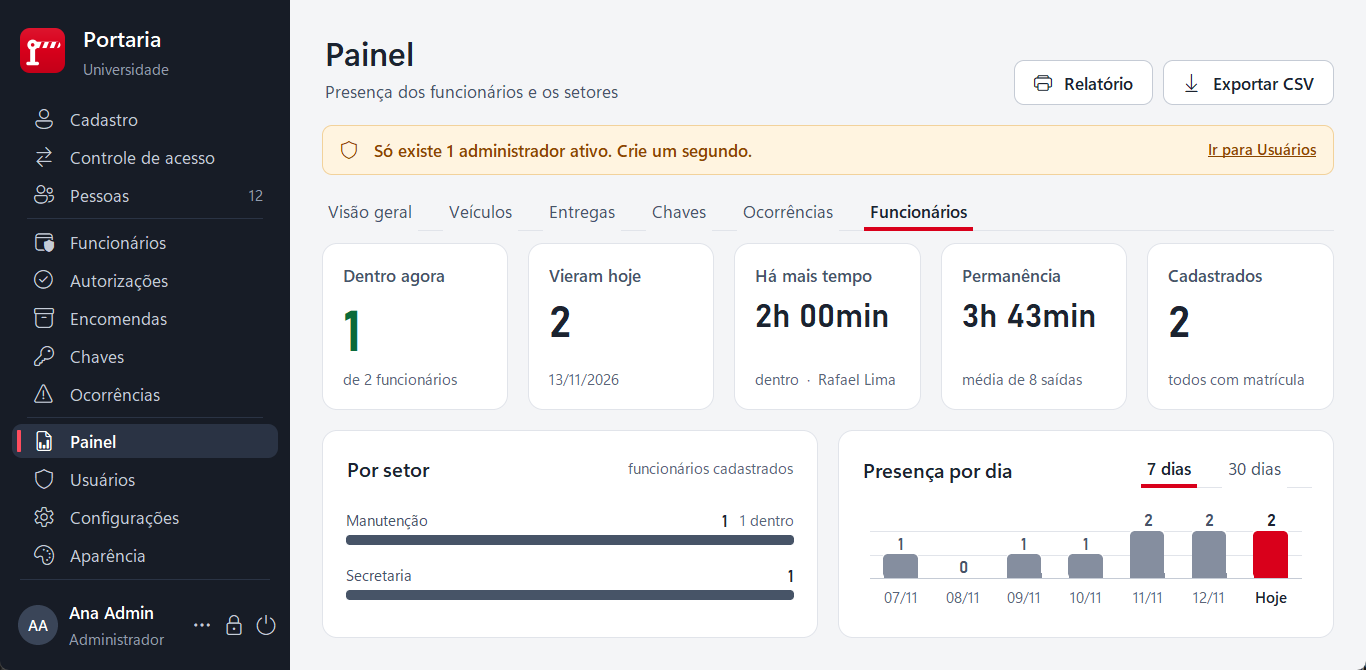 Portaria
Universidade
Cadastro
Controle de acesso
Pessoas 12
Funcionários
Autorizações
Encomendas
Chaves
Ocorrências
Painel
Usuários
Configurações
Aparência
AA
Ana Admin
Administrador
Painel
Presença dos funcionários e os setores
Relatório
Exportar CSV
Só existe 1 administrador ativo. Crie um segundo.
Ir para Usuários
Visão geral Veículos Entregas Chaves Ocorrências Funcionários
Dentro agora
1
de 2 funcionários
Vieram hoje
2
13/11/2026
Há mais tempo
2h 00min
dentro · Rafael Lima
Permanência
3h 43min
média de 8 saídas
Cadastrados
2
todos com matrícula
Por setor
funcionários cadastrados
Manutenção 1 1 dentro
Secretaria 1
Presença por dia
7 dias 30 dias
1 0 1 1 2 2 2
07/11 08/11 09/11 10/11 11/11 12/11 Hoje